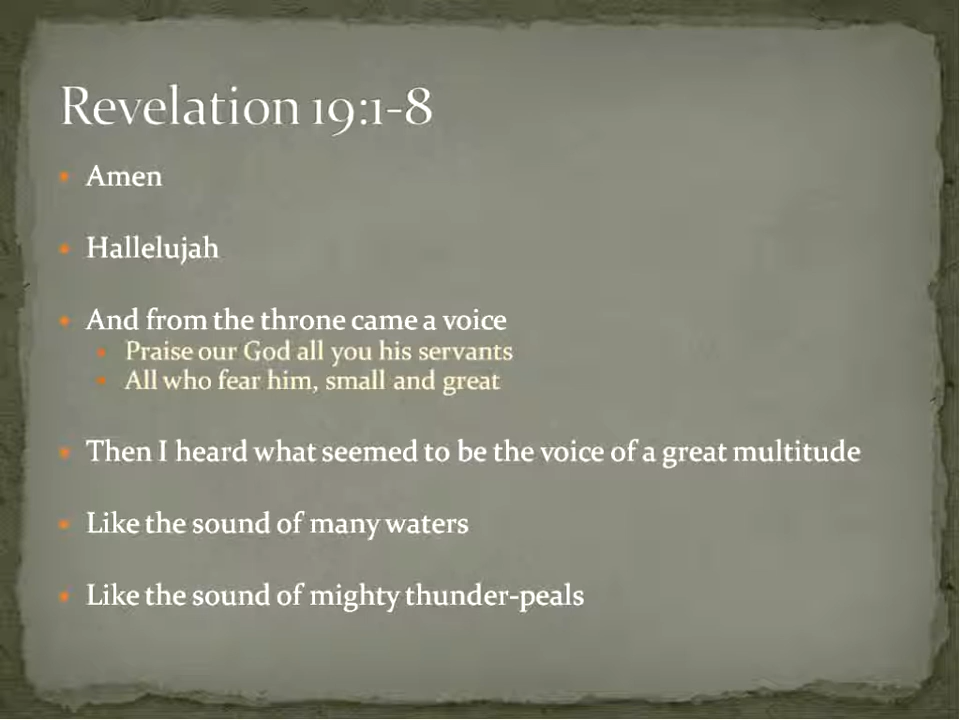 Revelation 19:1-8
Amen
Hallelujah
And from the throne came a voice
Praise our God all you his servants
All who fear him, small and great
Then I heard what seemed to be the voice of a great multitude
Like the sound of many waters
Like the sound of mighty thunder-peals